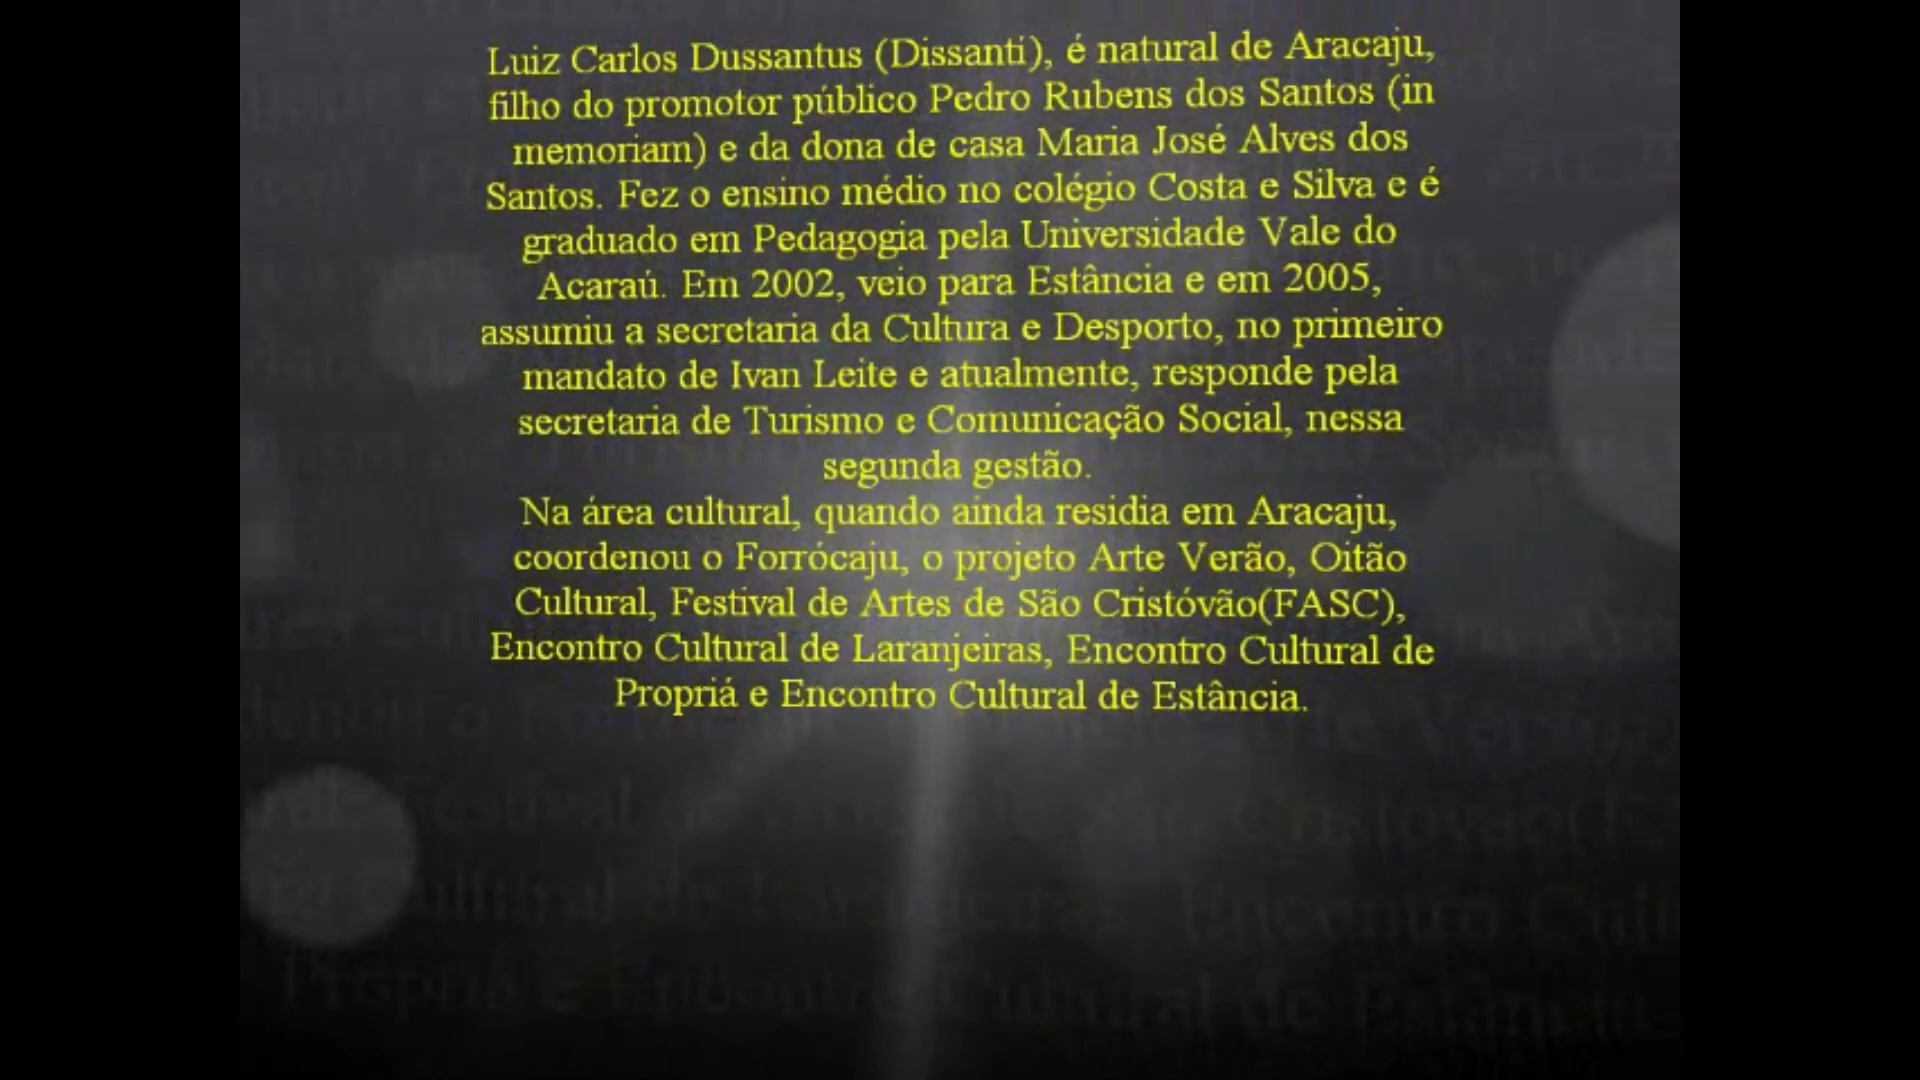 Luiz Carlos Dussantus (Dissanti), é natural de Aracaju,
filho do promotor público Pedro Rubens dos Santos (in
memoriam) e da dona de casa Maria José Alves dos
Santos. Fez o ensino médio no colégio Costa e Silva e é
graduado em Pedagogia pela Universidade Vale do
Acaraú. Em 2002, veio para Estância e em 2005,
assumiu a secretaria da Cultura e Desporto, no primeiro
mandato de Ivan Leite e atualmente, responde pela
secretaria de Turismo e Comunicação Social, nessa
segunda gestão.
Na área cultural, quando ainda residia em Aracaju,
coordenou o Forrócaju, o projeto Arte Verão, Oitão
Cultural, Festival de Artes de São Cristóvão(FASC),
Encontro Cultural de Laranjeiras, Encontro Cultural de
Propriá e Encontro Cultural de Estância.